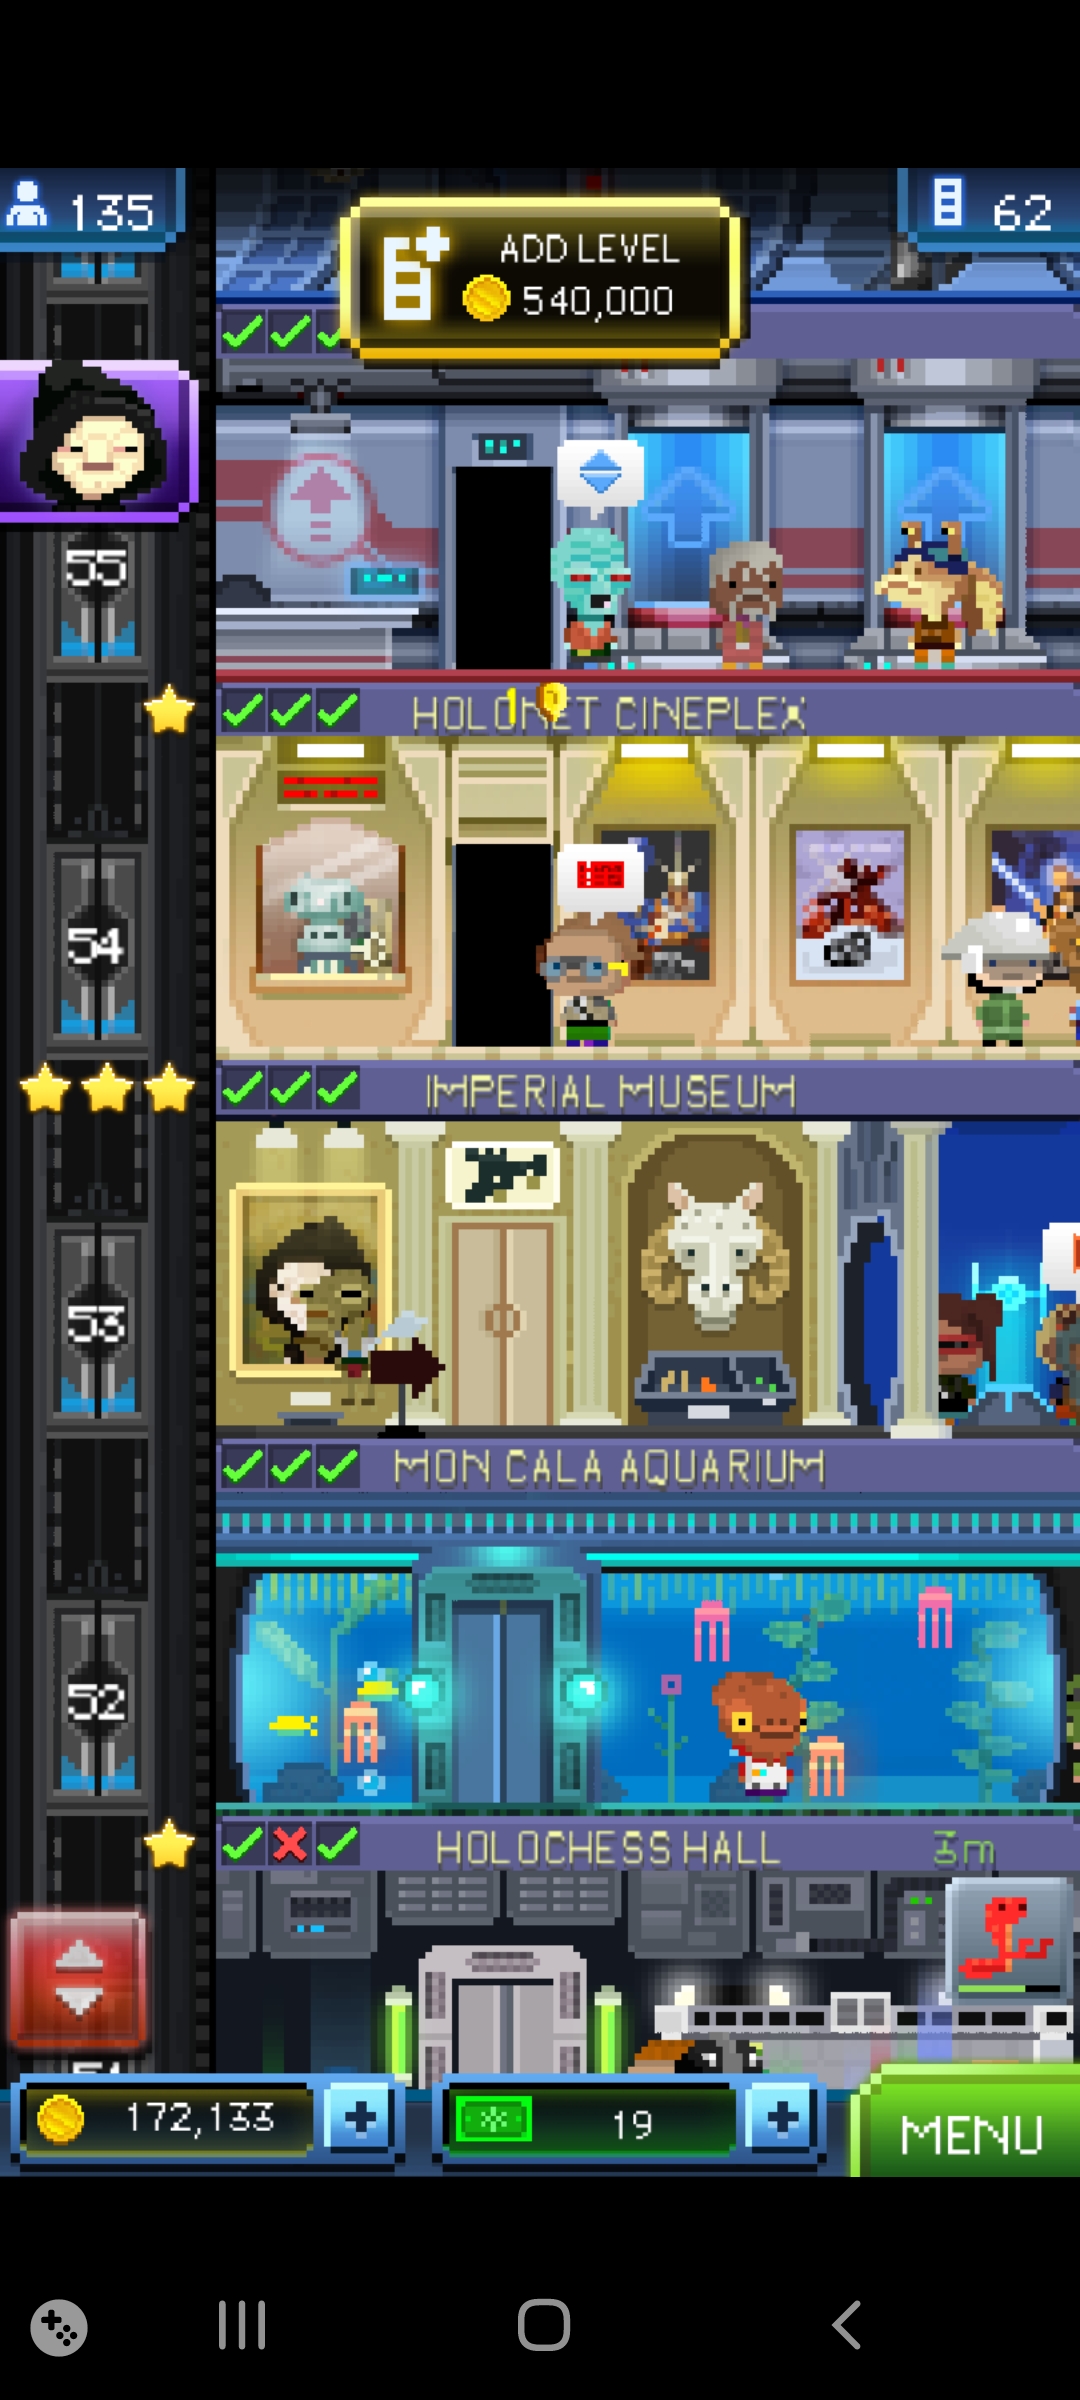 135
62
ADD LEVEL
540,000
55
HOLONET CINEPLEX
54
IMPERIAL MUSEUM
53
MON CALA AQUARIUM
52
HOLOCHESS HALL 3m
172,133
19
MENU